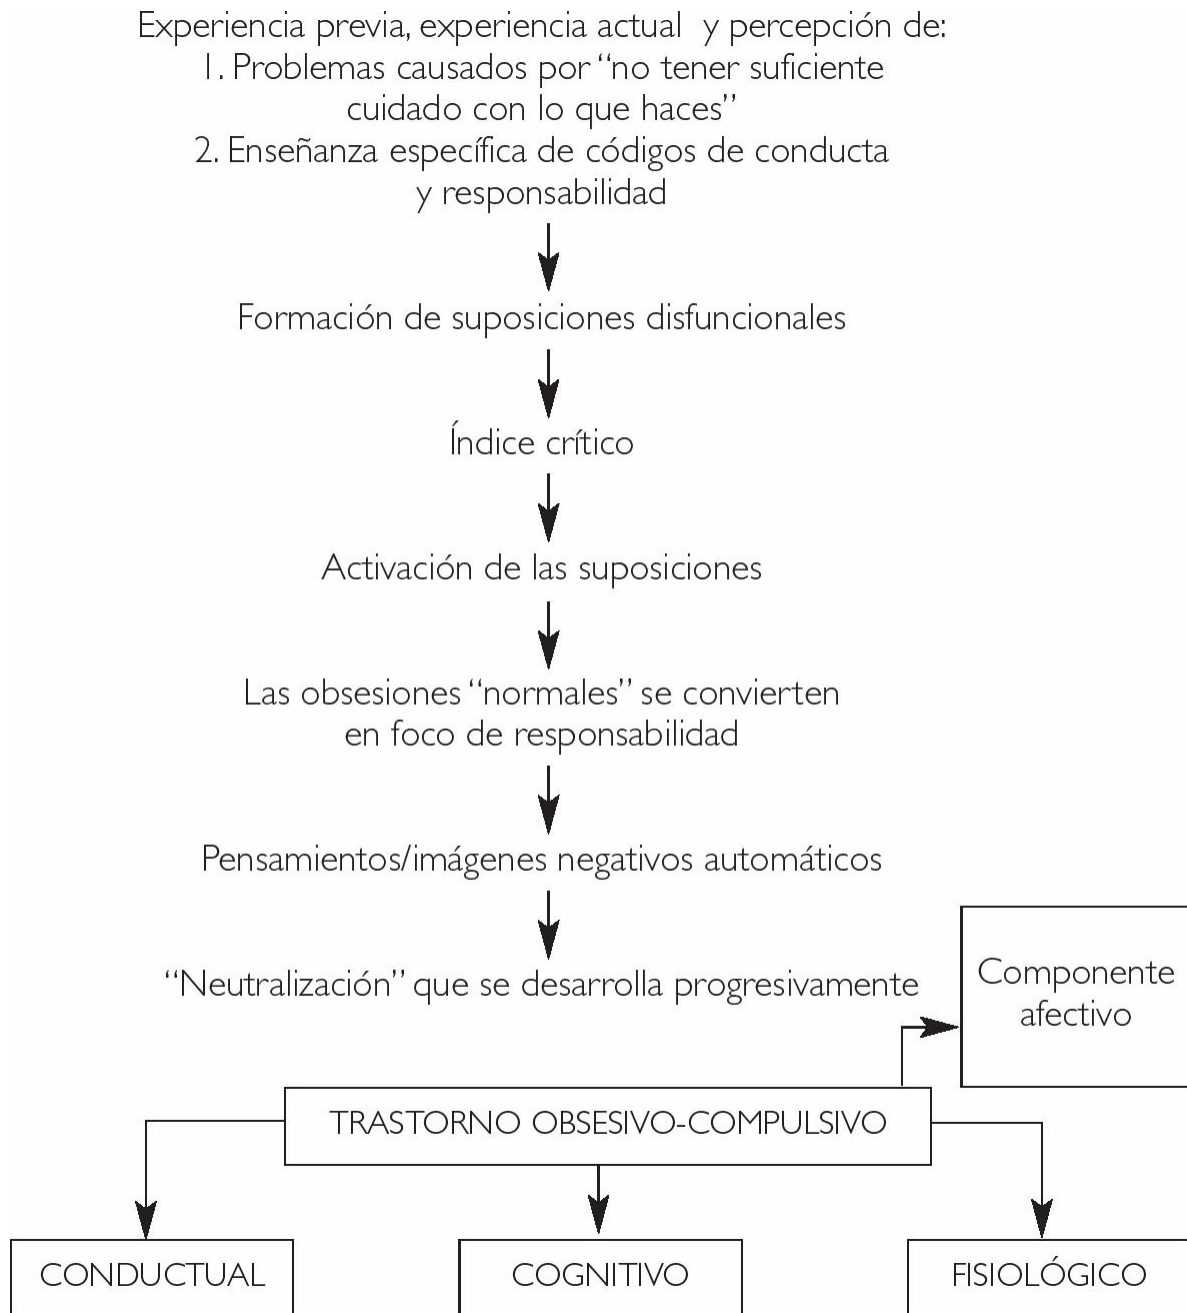 Experiencia previa, experiencia actual y percepción de:
1. Problemas causados por “no tener suficiente
cuidado con lo que haces”
2. Enseñanza específica de códigos de conducta
y responsabilidad
Formación de suposiciones disfuncionales
Índice crítico
Activación de las suposiciones
Las obsesiones “normales” se convierten
en foco de responsabilidad
Pensamientos/imágenes negativos automáticos
“Neutralización” que se desarrolla progresivamente
Componente
afectivo
TRASTORNO OBSESIVO-COMPULSIVO
CONDUCTUAL
COGNITIVO
FISIOLÓGICO